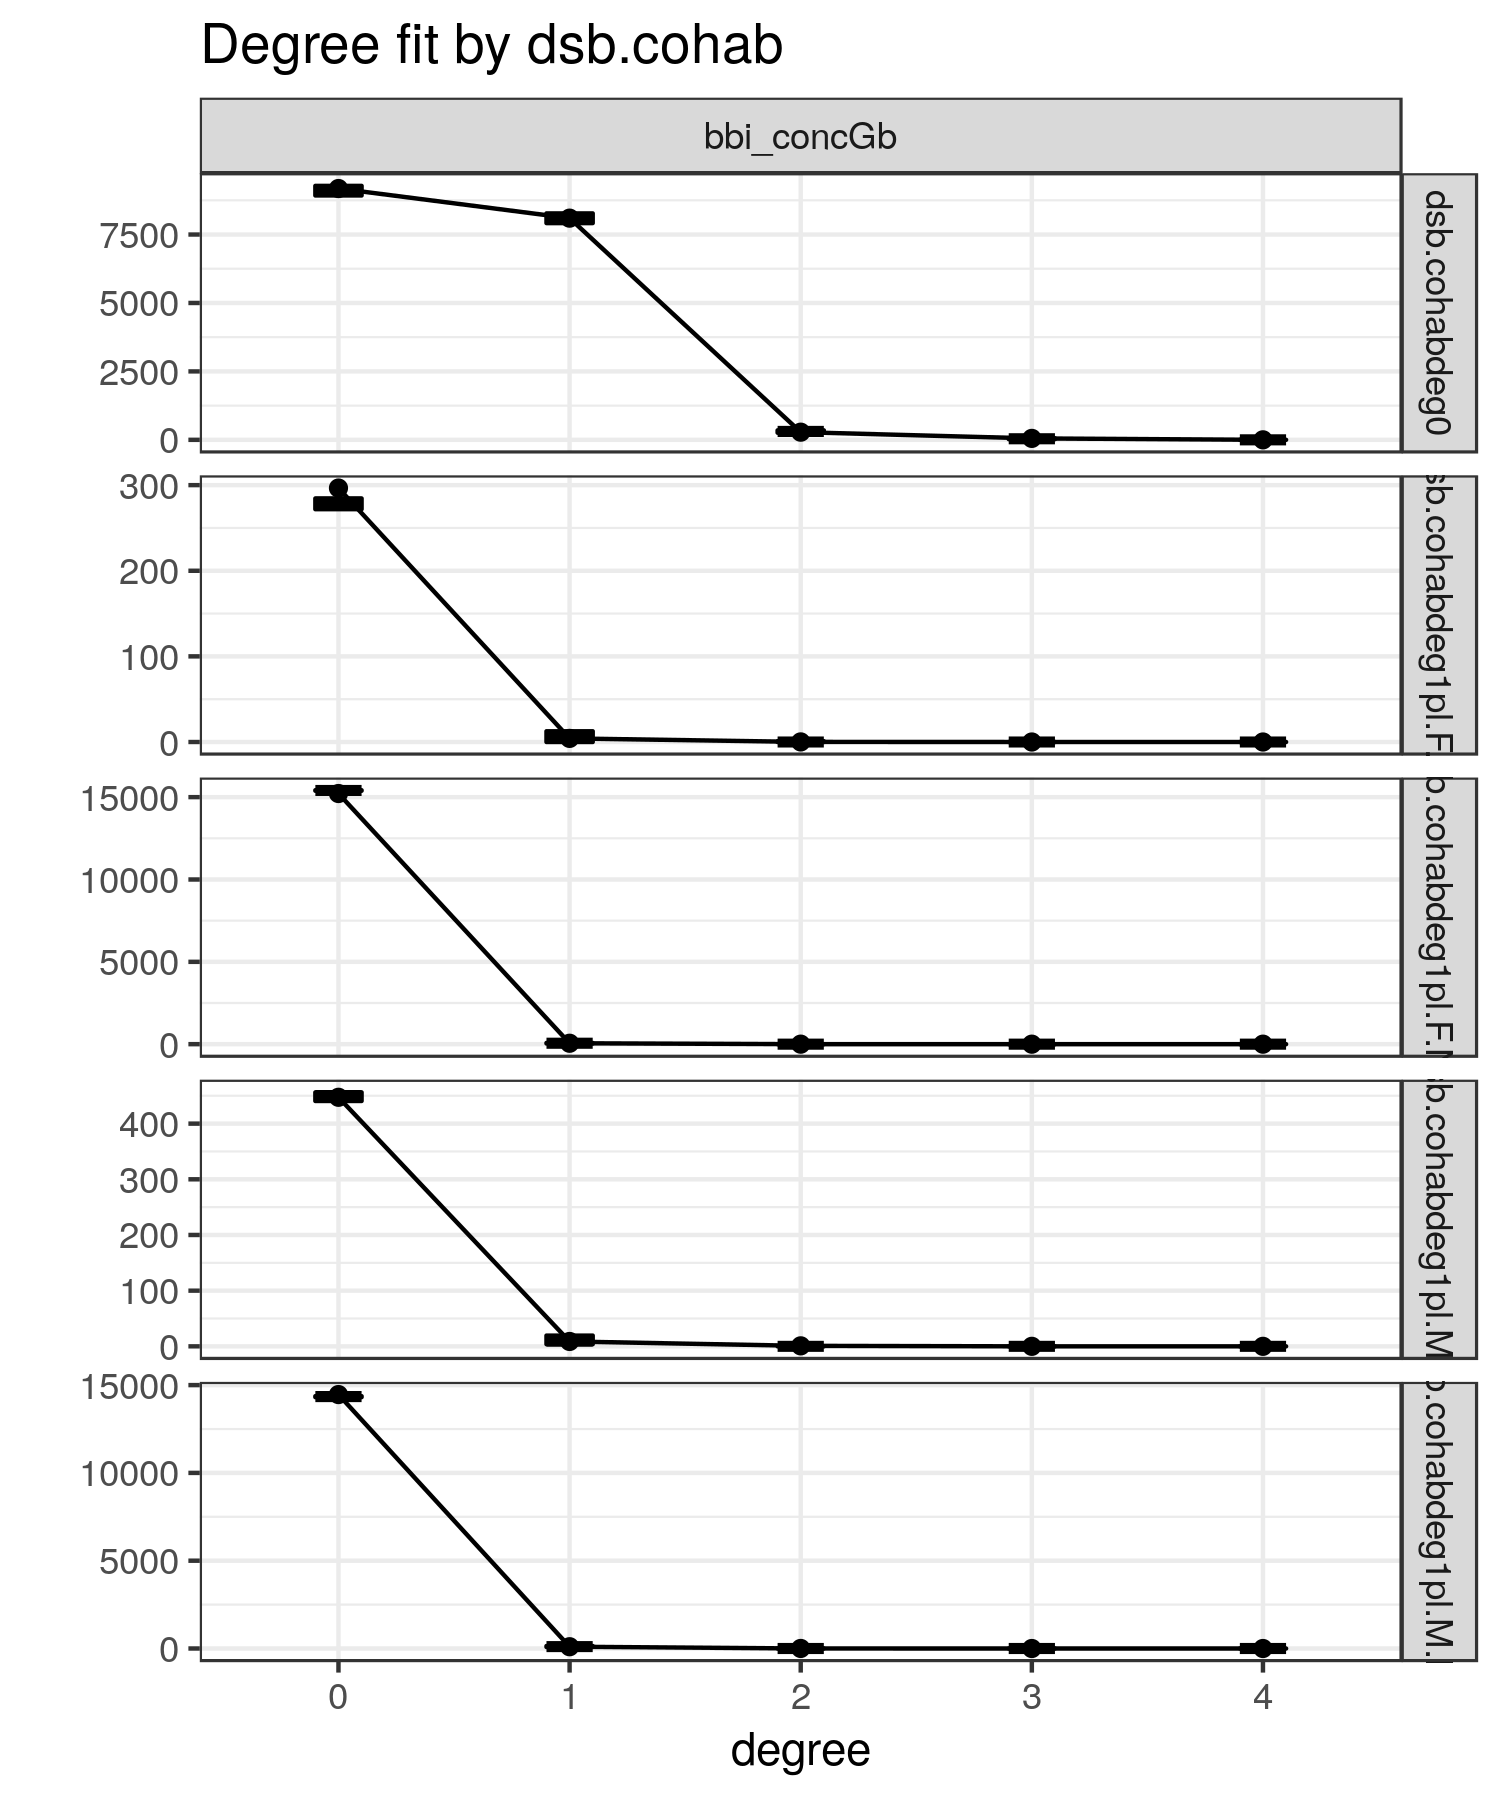 Degree fit by dsb.cohab
bbi_concGb
7500
5000
2500
0
dsb.cohabdeg0
300
200
100
0
sb.cohabdeg1pl.F.
15000
10000
5000
0
b.cohabdeg1pl.F.
400
300
200
100
0
b.cohabdeg1pl.M
15000
10000
5000
0
.cohabdeg1pl.M.
0 1 2 3 4
degree